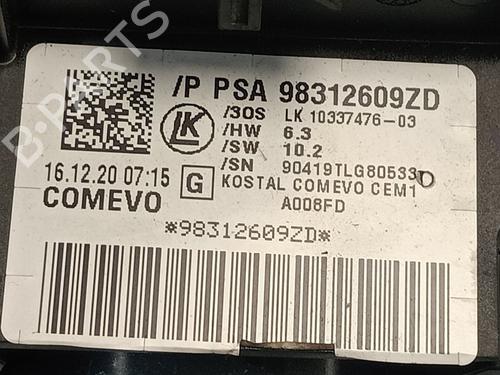 /P PSA 98312609ZD
/3OS LK 10337476-03
LK
/HW 6.3
/SW 10.2
/SN 90419TLG80533
16.12.20 07:15 G KOSTAL COMEVO CEM1
COMEVO A008FD
*98312609ZD*
B-Parts